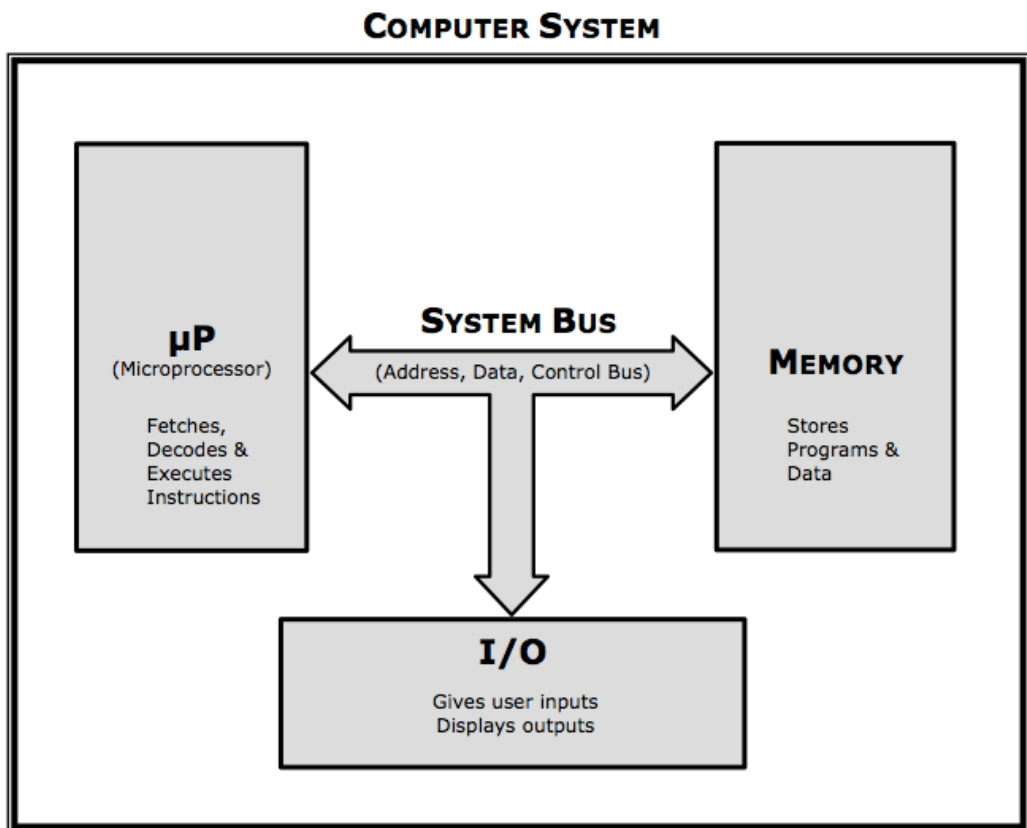 COMPUTER SYSTEM
µP
(Microprocessor)
Fetches,
Decodes &
Executes
Instructions
SYSTEM BUS
(Address, Data, Control Bus)
MEMORY
Stores
Programs &
Data
I/O
Gives user inputs
Displays outputs